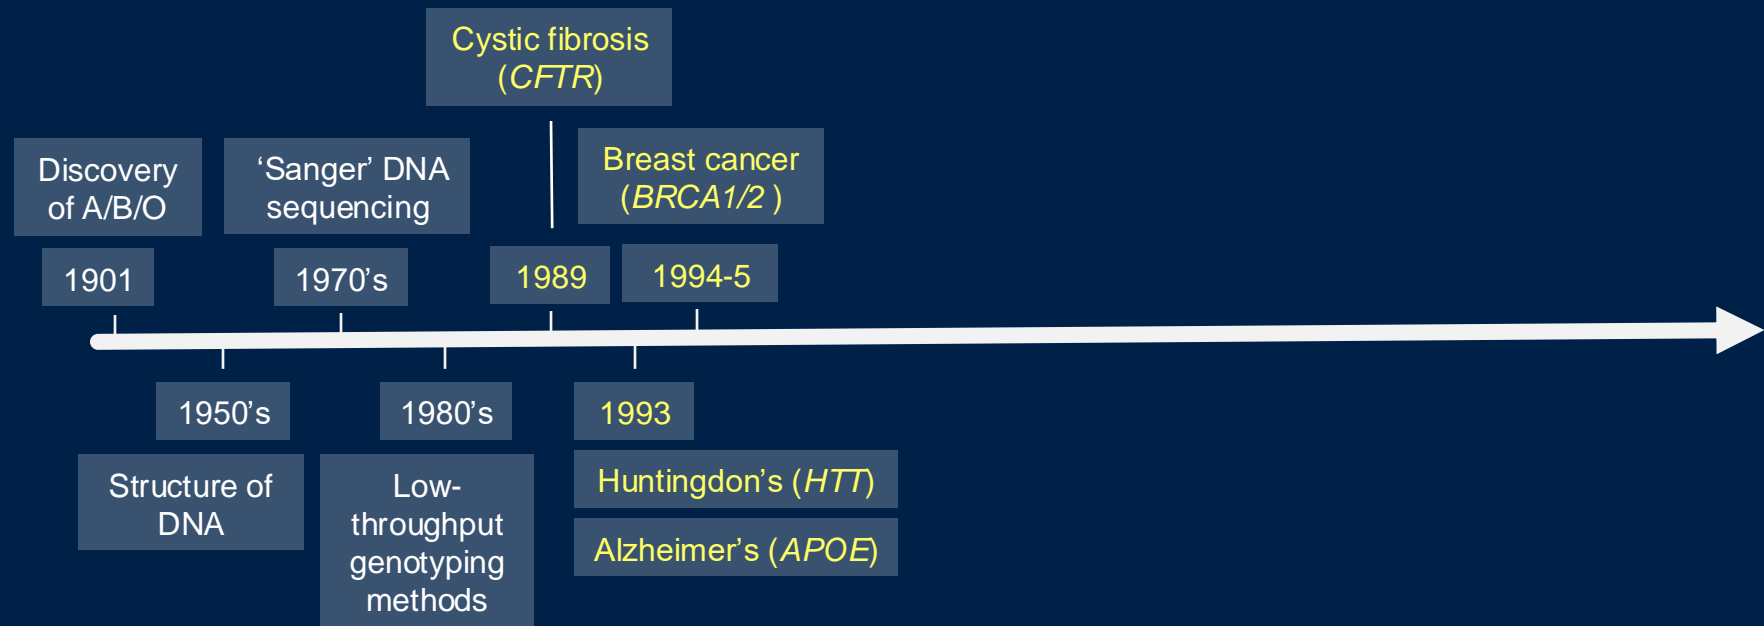 Cystic fibrosis
(CFTR)
Discovery
of A/B/O
‘Sanger’ DNA
sequencing
Breast cancer
(BRCA1/2 )
1901
1970’s
1989
1994-5
1950’s
1980’s
1993
Structure of
DNA
Low-
throughput
genotyping
methods
Huntingdon’s (HTT)
Alzheimer’s (APOE)